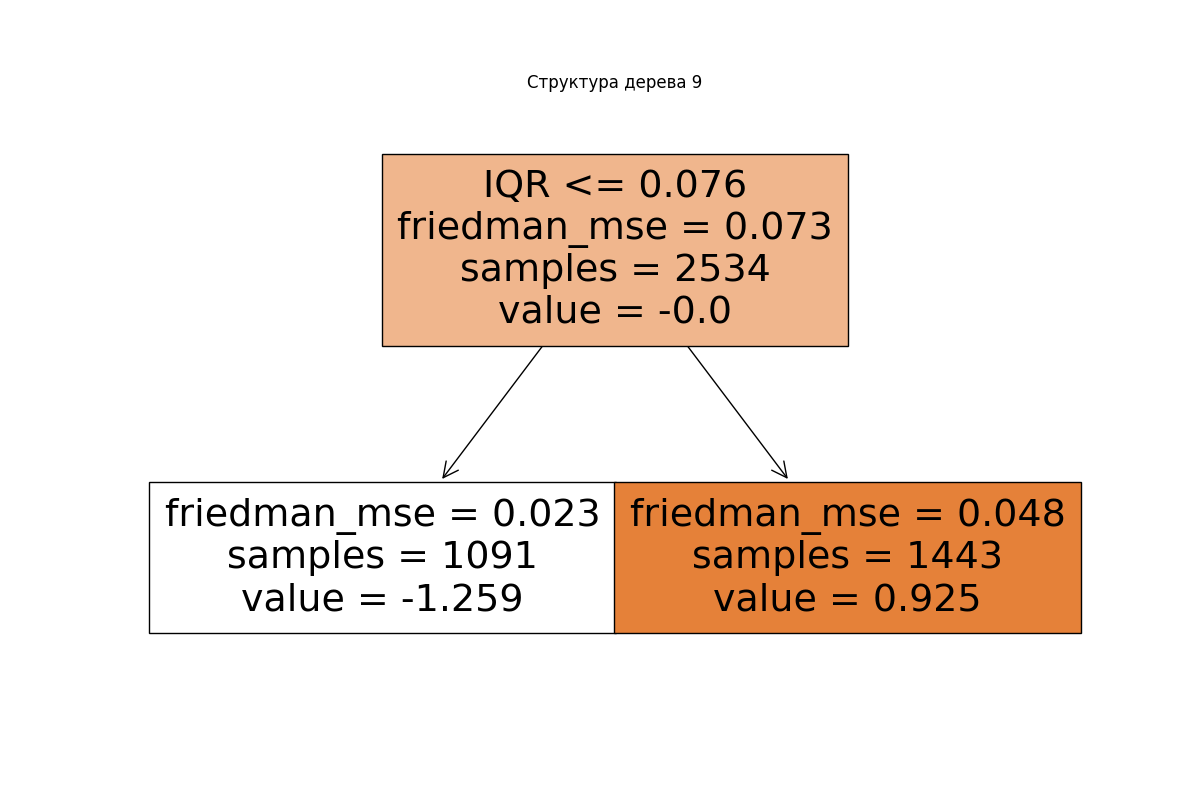 Структура дерева 9
IQR <= 0.076
friedman_mse = 0.073
samples = 2534
value = -0.0
friedman_mse = 0.023
samples = 1091
value = -1.259
friedman_mse = 0.048
samples = 1443
value = 0.925